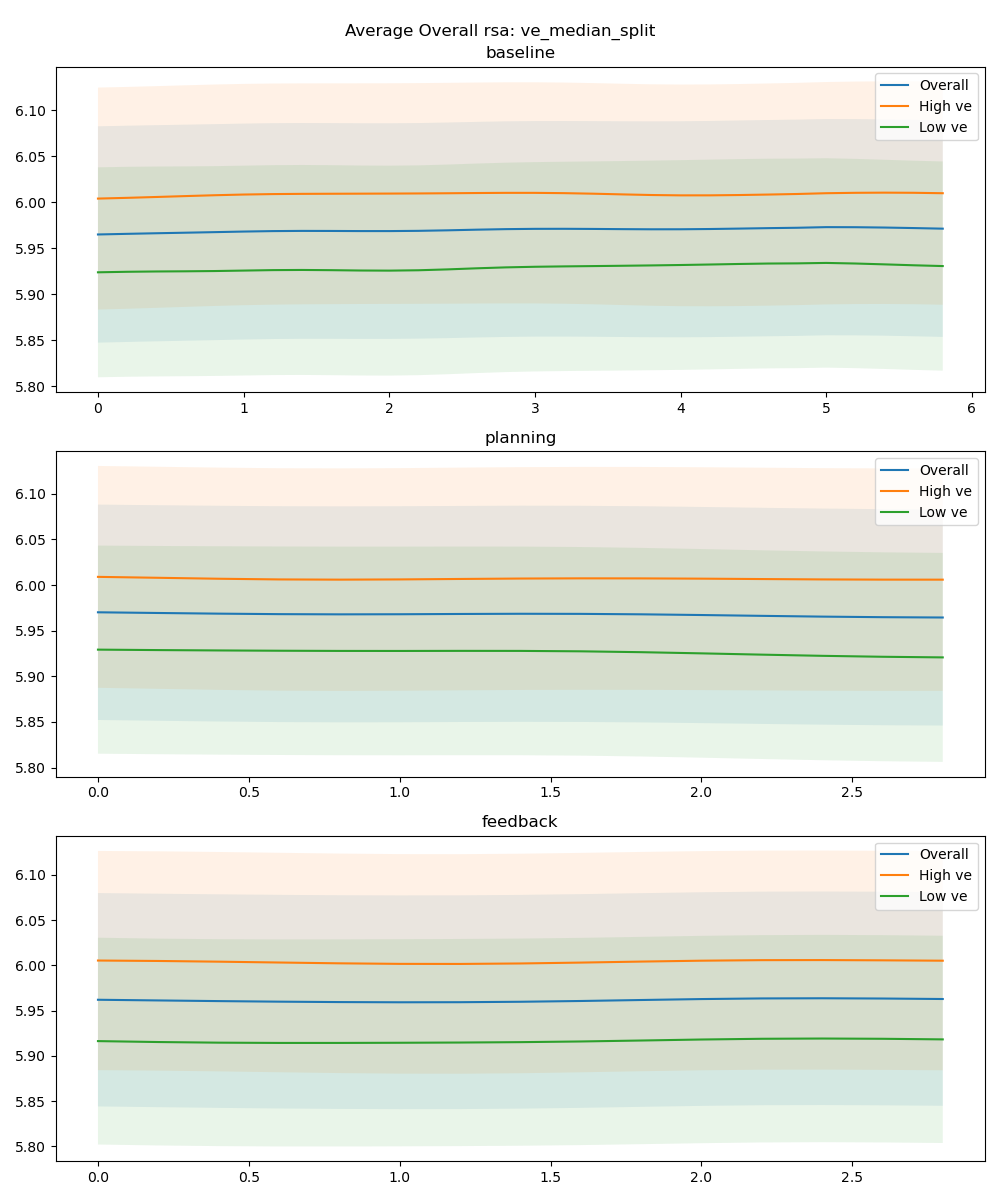 Average Overall rsa: ve_median_split
baseline
6.10
6.05
6.00
5.95
5.90
5.85
5.80
0 1 2 3 4 5 6
Overall
High ve
Low ve
planning
6.10
6.05
6.00
5.95
5.90
5.85
5.80
0.0 0.5 1.0 1.5 2.0 2.5
Overall
High ve
Low ve
feedback
6.10
6.05
6.00
5.95
5.90
5.85
5.80
0.0 0.5 1.0 1.5 2.0 2.5
Overall
High ve
Low ve